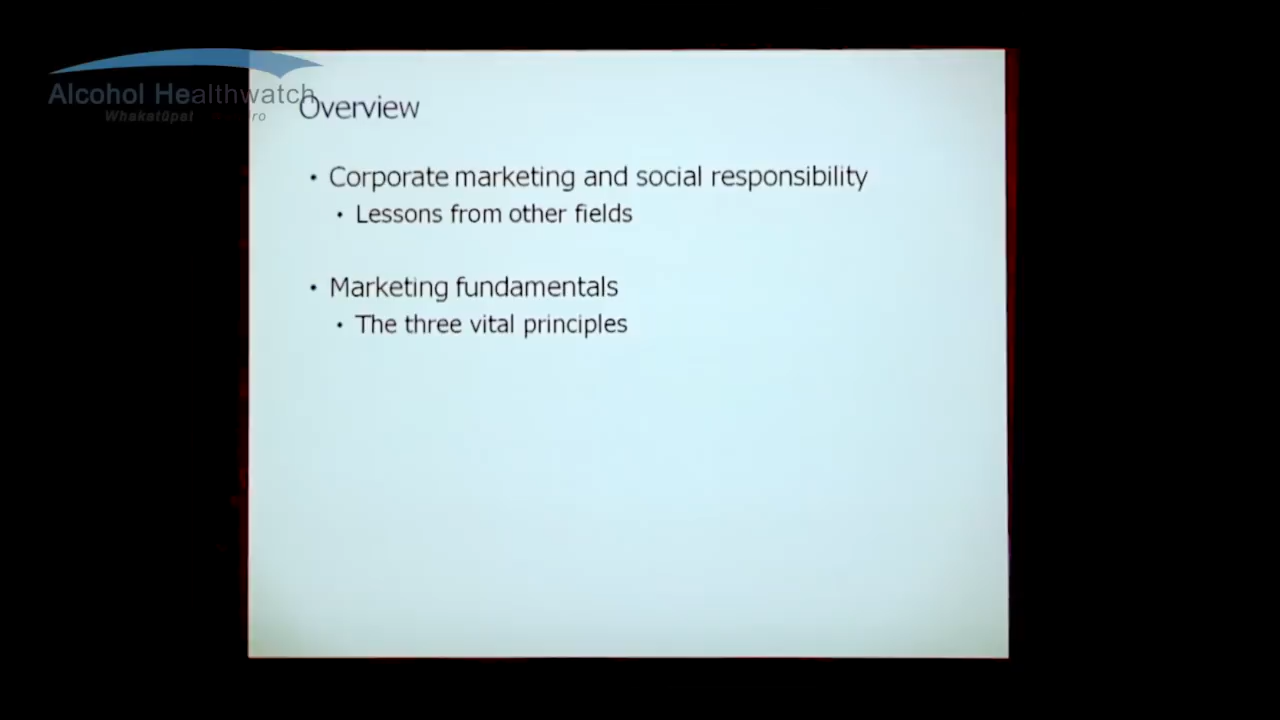 Alcohol Healthwatch
Whakatūpai
Overview
• Corporate marketing and social responsibility
• Lessons from other fields
• Marketing fundamentals
• The three vital principles